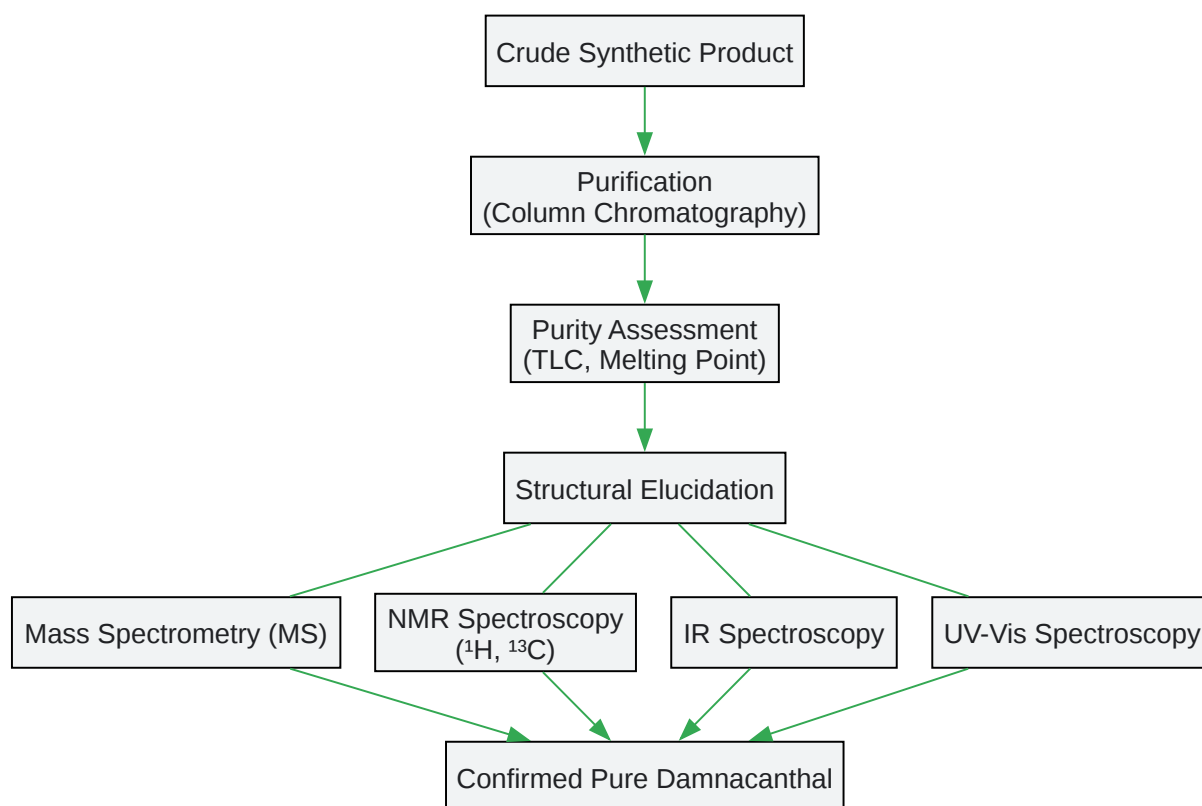 Crude Synthetic Product
Purification
(Column Chromatography)
Purity Assessment
(TLC, Melting Point)
Structural Elucidation
Mass Spectrometry (MS)
NMR Spectroscopy
(¹H, ¹³C)
IR Spectroscopy
UV-Vis Spectroscopy
Confirmed Pure Damnacanthal